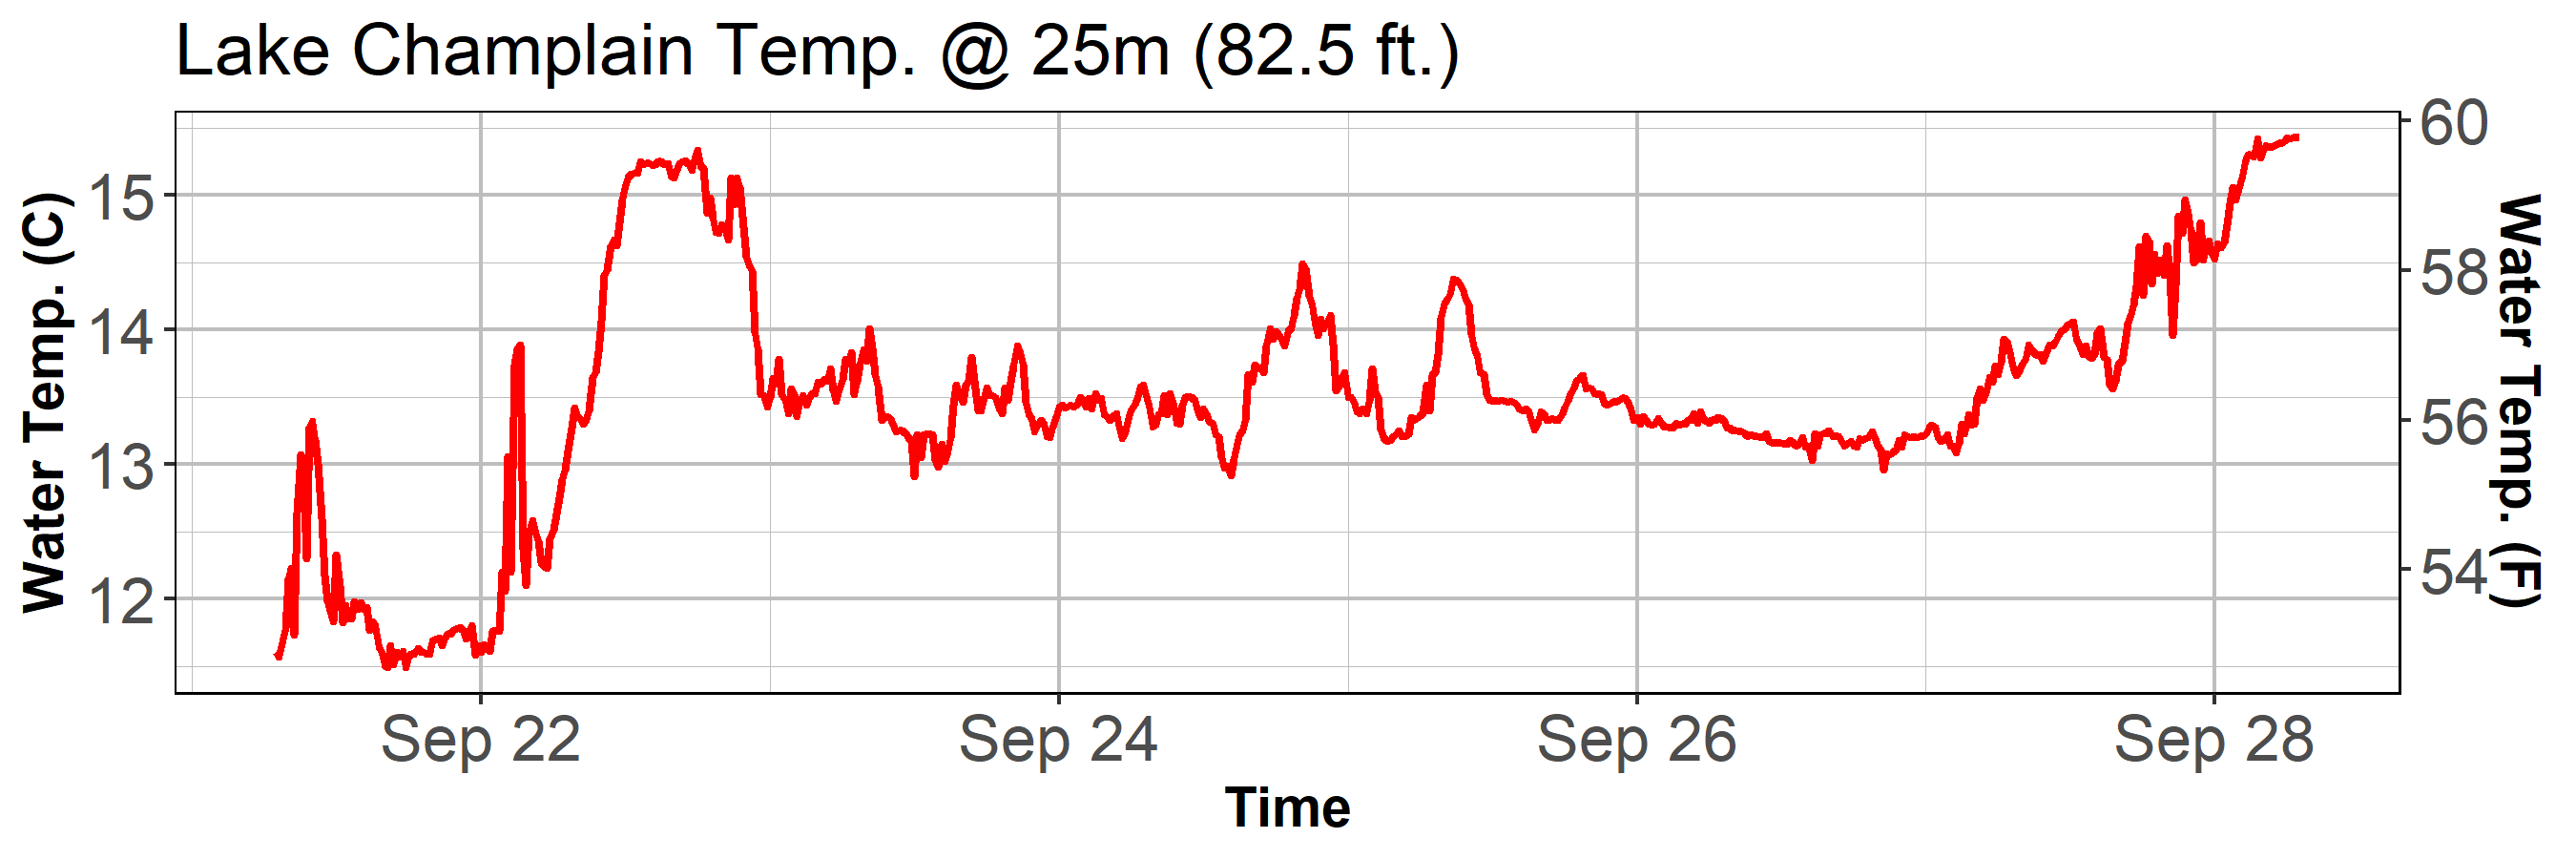 Lake Champlain Temp. @ 25m (82.5 ft.)
Water Temp. (C)
15
14
13
12
60
58
56
54
Water Temp. (F)
Sep 22 Sep 24 Sep 26 Sep 28
Time